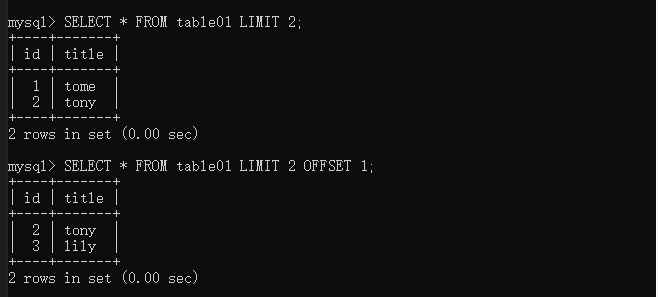 mysql> SELECT * FROM table01 LIMIT 2;
+----+-------+
| id | title |
+----+-------+
|  1 | tome  |
|  2 | tony  |
+----+-------+
2 rows in set (0.00 sec)
mysql> SELECT * FROM table01 LIMIT 2 OFFSET 1;
+----+-------+
| id | title |
+----+-------+
|  2 | tony  |
|  3 | lily  |
+----+-------+
2 rows in set (0.00 sec)